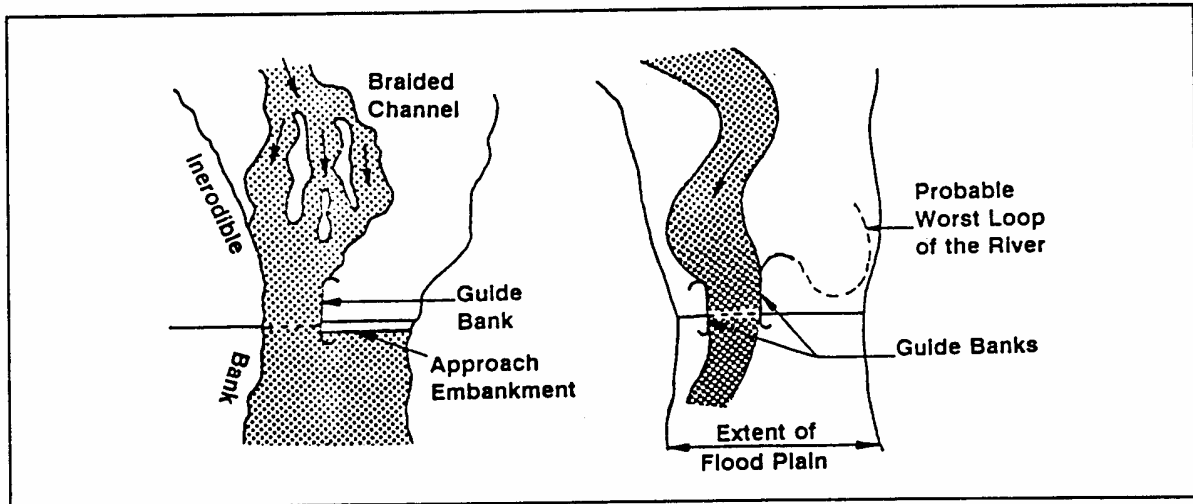 Braided
Channel
Inerodible
Bank
Guide
Bank
Approach
Embankment
Probable
Worst Loop
of the River
Guide Banks
Extent of
Flood Plain